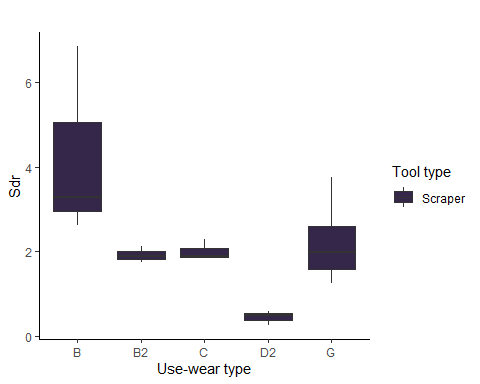 Sdr
6
4
2
0
B B2 C D2 G
Use-wear type
Tool type
Scraper